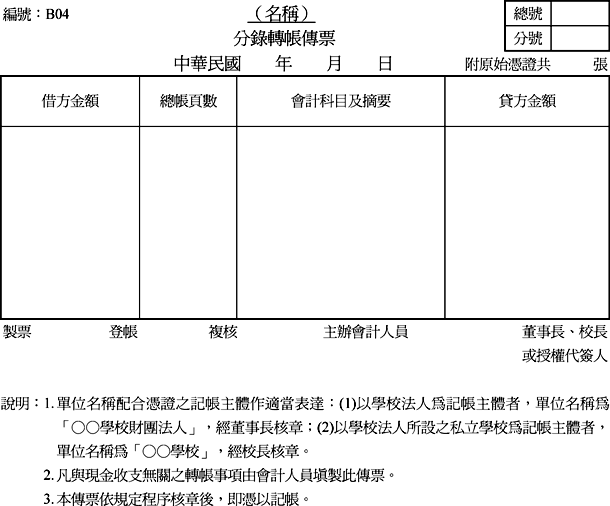 編號：B04
（名稱）
總號
分錄轉帳傳票
分號
中華民國　　年　　月　　日
附原始憑證共　　張
借方金額　總帳頁數　會計科目及摘要　貸方金額
製票　登帳　複核　主辦會計人員　董事長、校長
或授權代簽人
說明：1. 單位名稱配合憑證之記帳主體作適當表達：(1)以學校法人爲記帳主體者，單位名稱爲
「○○學校財團法人」，經董事長核章；(2)以學校法人所設之私立學校爲記帳主體者，
單位名稱爲「○○學校」，經校長核章。
2. 凡與現金收支無關之轉帳事項由會計人員塡製此傳票。
3. 本傳票依規定程序核章後，即憑以記帳。